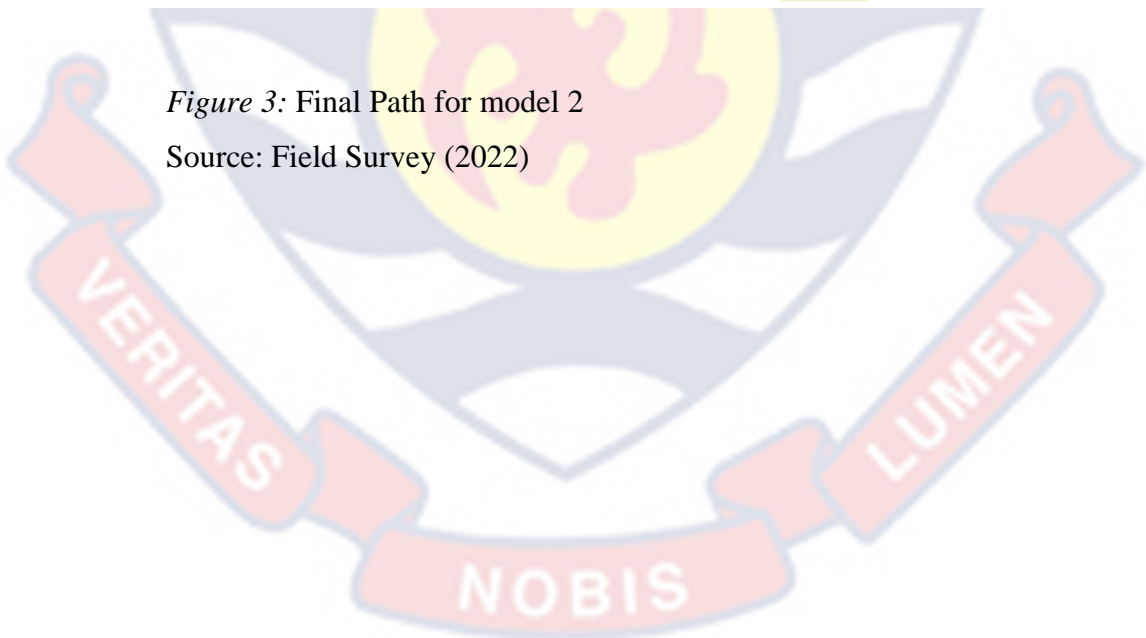 Figure 3: Final Path for model 2
Source: Field Survey (2022)
VERITAS
NOBIS
LUMEN